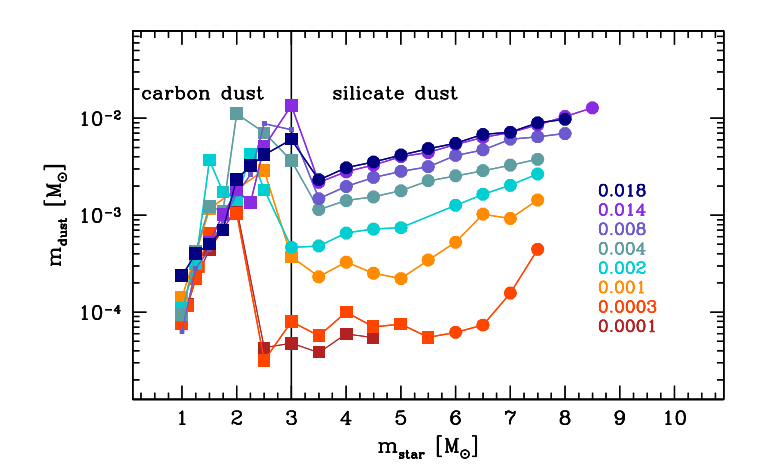 carbon dust silicate dust
10⁻²
10⁻³
10⁻⁴
m_dust [M_⊙]
0.018
0.014
0.008
0.004
0.002
0.001
0.0003
0.0001
1 2 3 4 5 6 7 8 9 10
m_star [M_⊙]